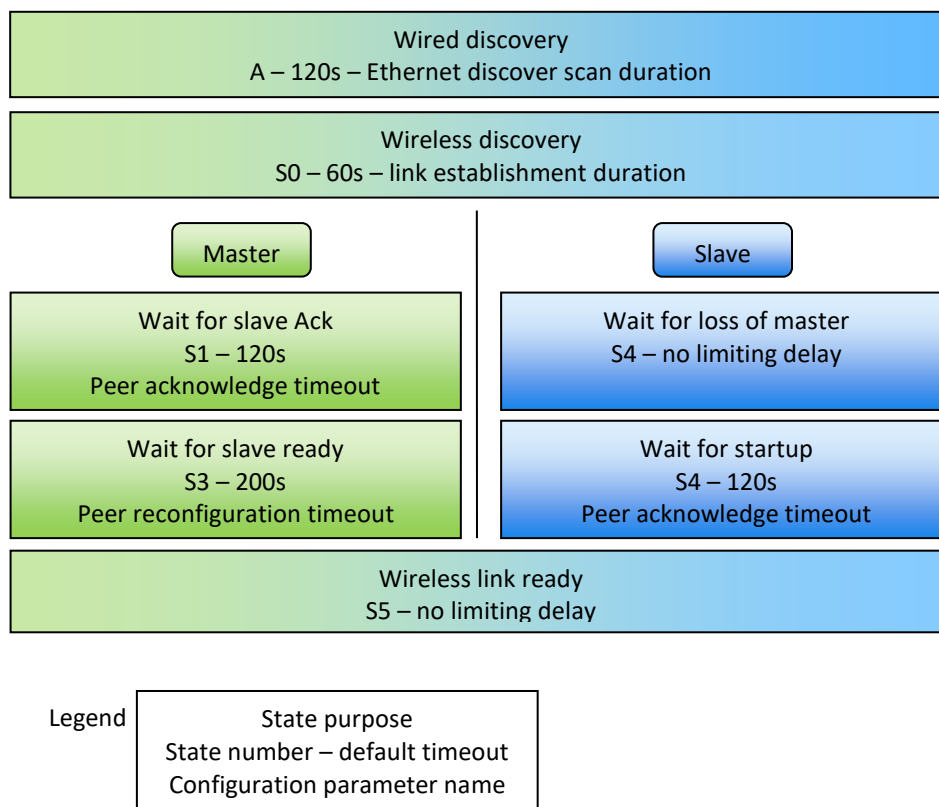 Wired discovery
A – 120s – Ethernet discover scan duration
Wireless discovery
S0 – 60s – link establishment duration
Master
Slave
Wait for slave Ack
S1 – 120s
Peer acknowledge timeout
Wait for loss of master
S4 – no limiting delay
Wait for slave ready
S3 – 200s
Peer reconfiguration timeout
Wait for startup
S4 – 120s
Peer acknowledge timeout
Wireless link ready
S5 – no limiting delay
Legend
State purpose
State number – default timeout
Configuration parameter name